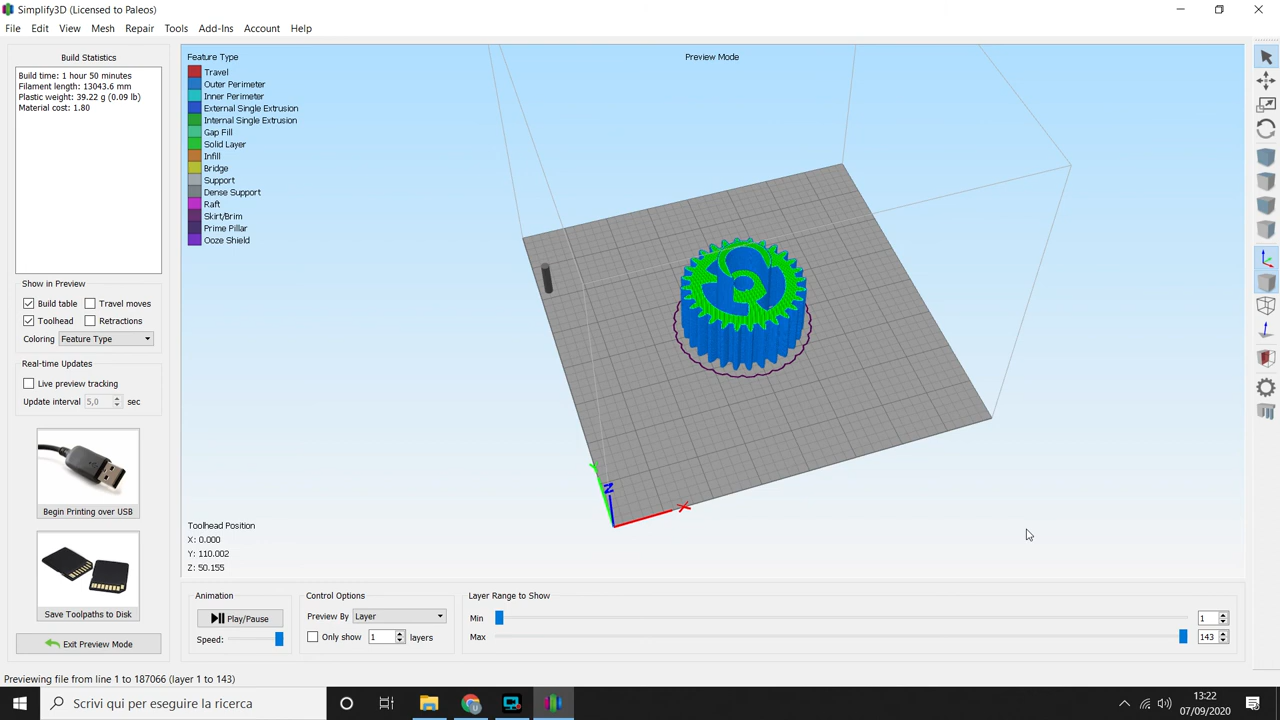 Simplify3D (Licensed to Paleos)
File Edit View Mesh Repair Tools Add-Ins Account Help
Build Statistics
Build time: 1 hour 50 minutes
Filament length: 13043.6 mm
Plastic weight: 39.22 g (0.09 lb)
Material cost: 1.80
Show in Preview
Build table
Travel moves
Toolhead
Retractions
Coloring Feature Type
Real-time Updates
Live preview tracking
Update interval 5,0 sec
Begin Printing over USB
Save Toolpaths to Disk
Exit Preview Mode
Feature Type
Travel
Outer Perimeter
Inner Perimeter
External Single Extrusion
Internal Single Extrusion
Gap Fill
Solid Layer
Infill
Bridge
Support
Dense Support
Raft
Skirt/Brim
Prime Pillar
Ooze Shield
Preview Mode
Z
X
Y
Toolhead Position
X: 0.000
Y: 110.002
Z: 50.155
Animation
Play/Pause
Speed:
Control Options
Preview By Layer
Only show 1 layers
Layer Range to Show
Min 1
Max 143
Previewing file from line 1 to 187066 (layer 1 to 143)
Scrivi qui per eseguire la ricerca
13:22
07/09/2020